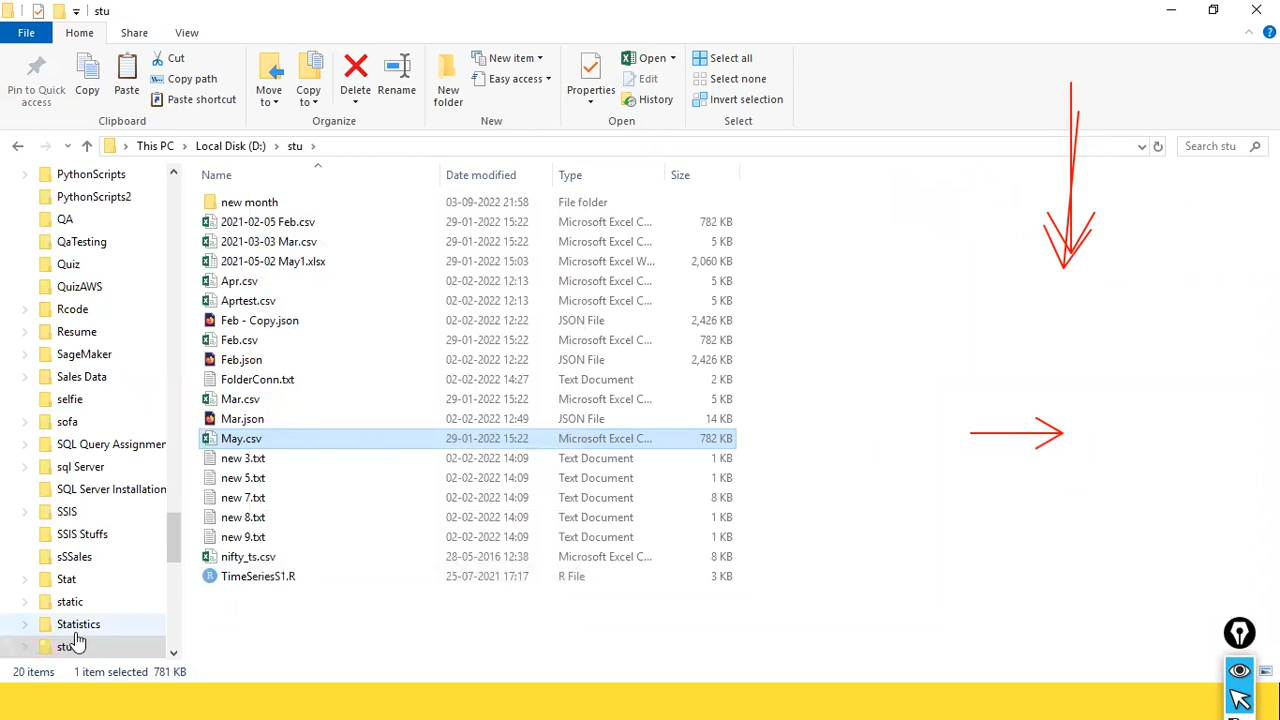 stu
File Home Share View
Pin to Quick access
Copy
Paste
Cut
Copy path
Paste shortcut
Move to
Copy to
Delete
Rename
New folder
New item
Easy access
Properties
Open
Edit
History
Select all
Select none
Invert selection
Clipboard Organize New Open Select
This PC Local Disk (D:) stu
Search stu
Name Date modified Type Size
PythonScripts
PythonScripts2
QA
QaTesting
Quiz
QuizAWS
Rcode
Resume
SageMaker
Sales Data
selfie
sofa
SQL Query Assignmen
sql Server
SQL Server Installation
SSIS
SSIS Stuffs
sSSales
Stat
static
Statistics
new month 03-09-2022 21:58 File folder
2021-02-05 Feb.csv 29-01-2022 15:22 Microsoft Excel C... 782 KB
2021-03-03 Mar.csv 29-01-2022 15:22 Microsoft Excel C... 5 KB
2021-05-02 May1.xlsx 29-01-2022 15:03 Microsoft Excel W... 2,060 KB
Apr.csv 02-02-2022 12:13 Microsoft Excel C... 5 KB
Aprtest.csv 02-02-2022 12:13 Microsoft Excel C... 5 KB
Feb - Copy.json 02-02-2022 12:22 JSON File 2,426 KB
Feb.csv 29-01-2022 15:22 Microsoft Excel C... 782 KB
Feb.json 02-02-2022 12:22 JSON File 2,426 KB
FolderConn.txt 02-02-2022 14:27 Text Document 2 KB
Mar.csv 29-01-2022 15:22 Microsoft Excel C... 5 KB
Mar.json 02-02-2022 12:49 JSON File 14 KB
May.csv 29-01-2022 15:22 Microsoft Excel C... 782 KB
new 3.txt 02-02-2022 14:09 Text Document 1 KB
new 5.txt 02-02-2022 14:09 Text Document 1 KB
new 7.txt 02-02-2022 14:09 Text Document 8 KB
new 8.txt 02-02-2022 14:09 Text Document 1 KB
new 9.txt 02-02-2022 14:09 Text Document 1 KB
nifty_ts.csv 28-05-2016 12:38 Microsoft Excel C... 8 KB
TimeSeriesS1.R 25-07-2021 17:17 R File 3 KB
20 items 1 item selected 781 KB